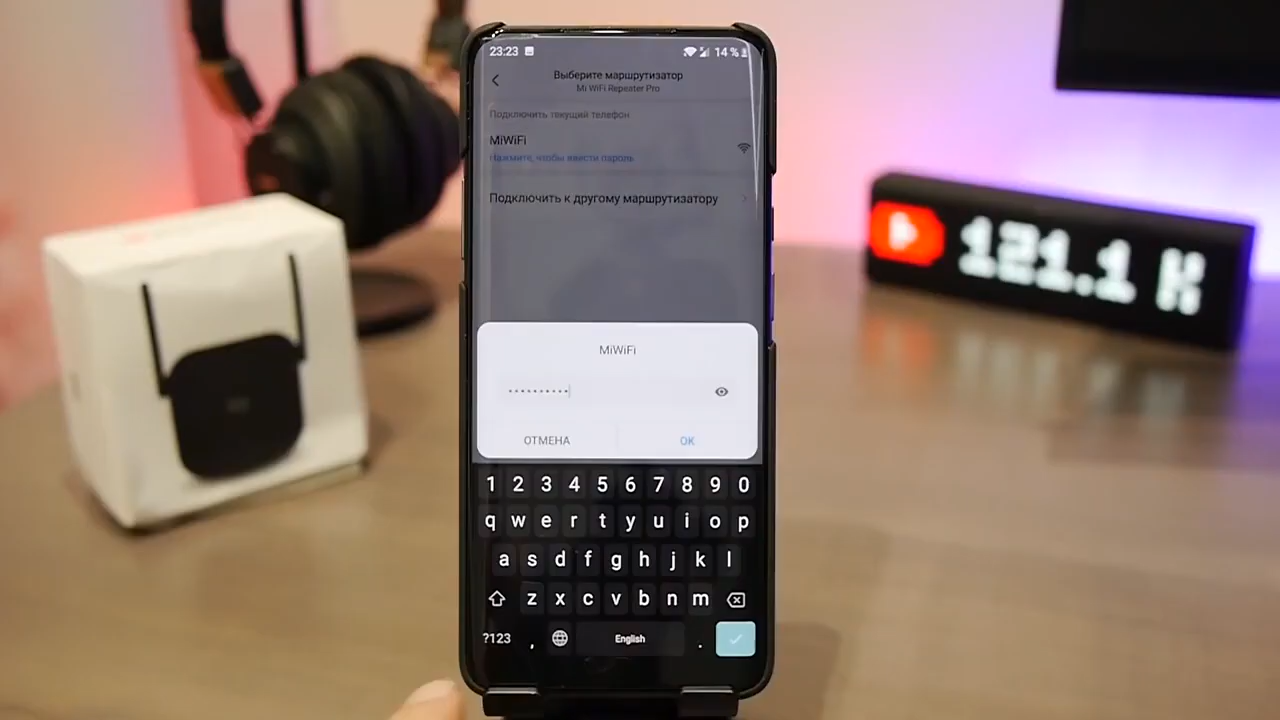 23:23
14 %
Выберите маршрутизатор
Mi WiFi Repeater Pro
Подключить текущий телефон
MiWiFi
Нажмите, чтобы ввести пароль
Подключить к другому маршрутизатору
MiWiFi
••••••••••
ОТМЕНА
OK
1 2 3 4 5 6 7 8 9 0
q w e r t y u i o p
a s d f g h j k l
z x c v b n m
?123 , English .
121.1 K